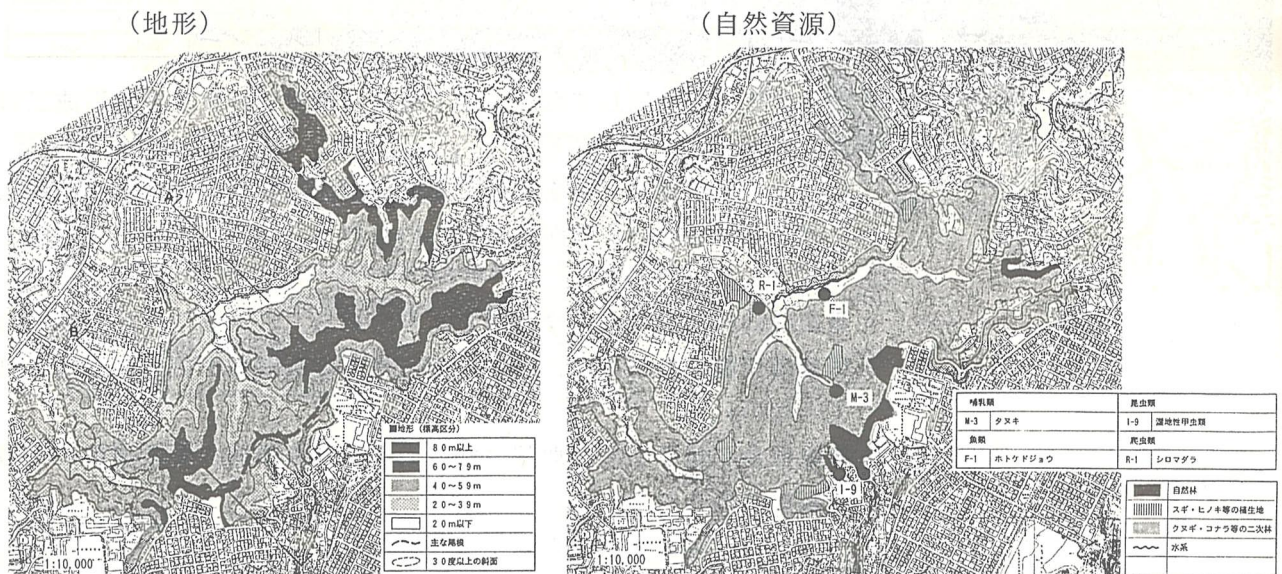 （地形）
（自然資源）
A
B
■地形（標高区分）
80m以上
60～79m
40～59m
20～39m
20m以下
主な尾根
30度以上の斜面
1:10,000
R-1
F-1
M-3
I-9
1:10,000
哺乳類 昆虫類
M-3 タヌキ I-9 湿地性甲虫類
魚類 爬虫類
F-1 ホトケドジョウ R-1 シロマダラ
自然林
スギ・ヒノキ等の植生地
クヌギ・コナラ等の二次林
水系